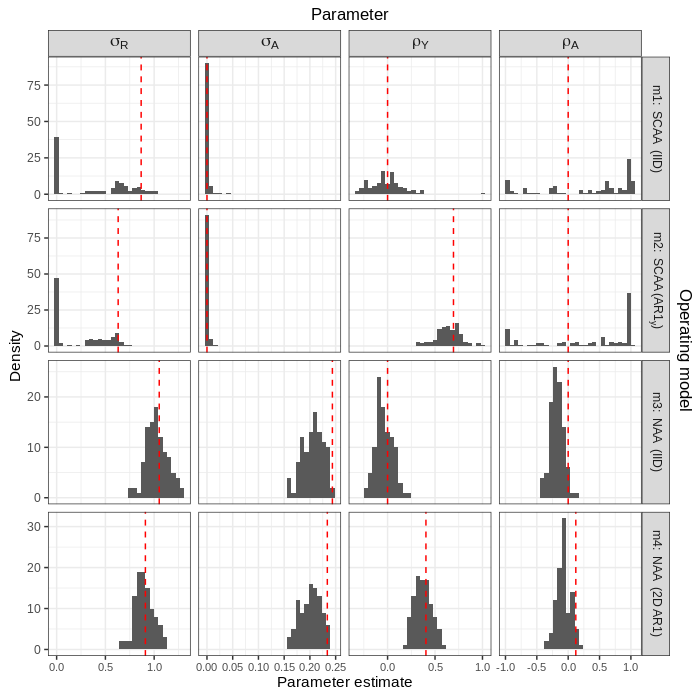 Parameter
σR σA ρY ρA
75
50
25
0
m1: SCAA (IID)
75
50
25
0
m2: SCAA (AR1y)
20
10
0
m3: NAA (IID)
30
20
10
0
m4: NAA (2D AR1)
Density
Operating model
0.0 0.5 1.0 0.00 0.05 0.10 0.15 0.20 0.25 0.0 0.5 1.0 -1.0 -0.5 0.0 0.5 1.0
Parameter estimate